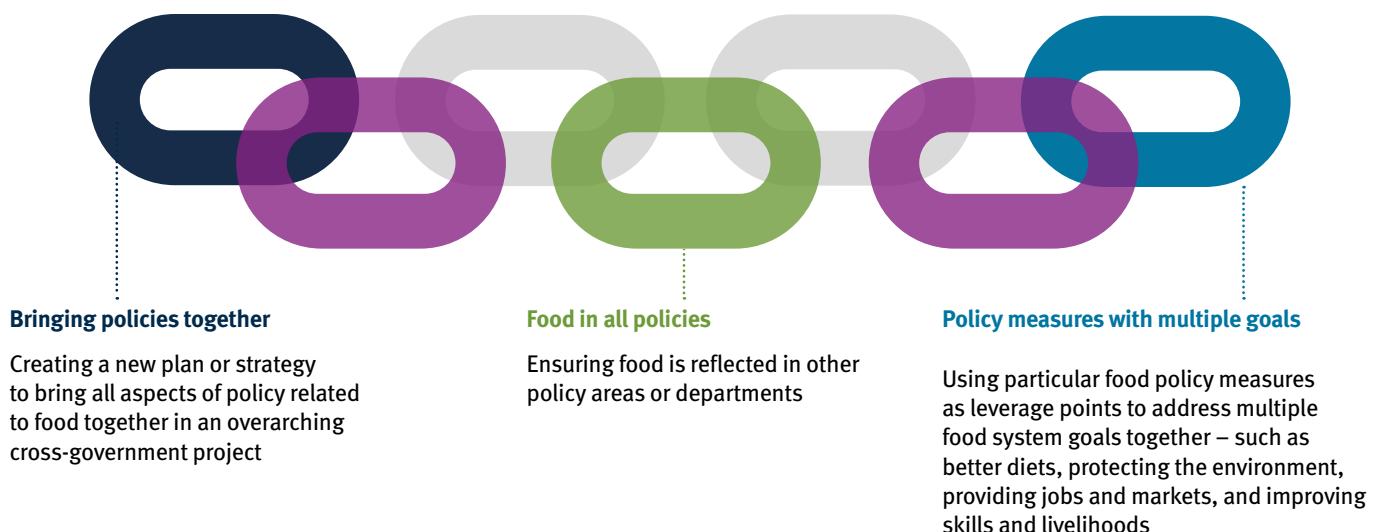 Bringing policies together
Creating a new plan or strategy
to bring all aspects of policy related
to food together in an overarching
cross-government project
Food in all policies
Ensuring food is reflected in other
policy areas or departments
Policy measures with multiple goals
Using particular food policy measures
as leverage points to address multiple
food system goals together – such as
better diets, protecting the environment,
providing jobs and markets, and improving
skills and livelihoods